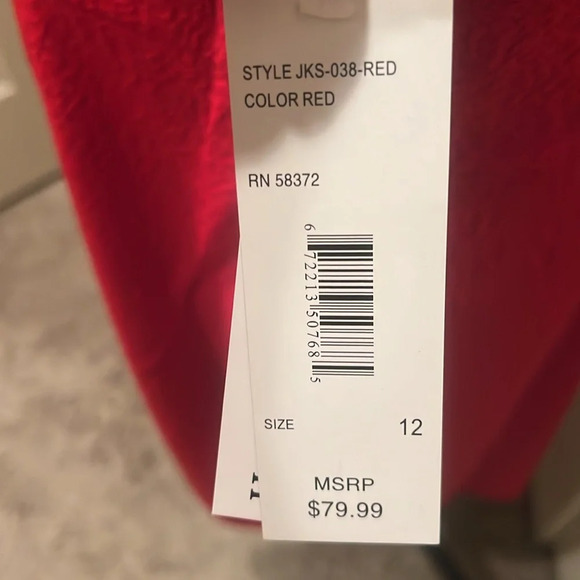 STYLE JKS-038-RED
COLOR RED
RN 58372
6 72213 50768 5
SIZE 12
MSRP
$79.99